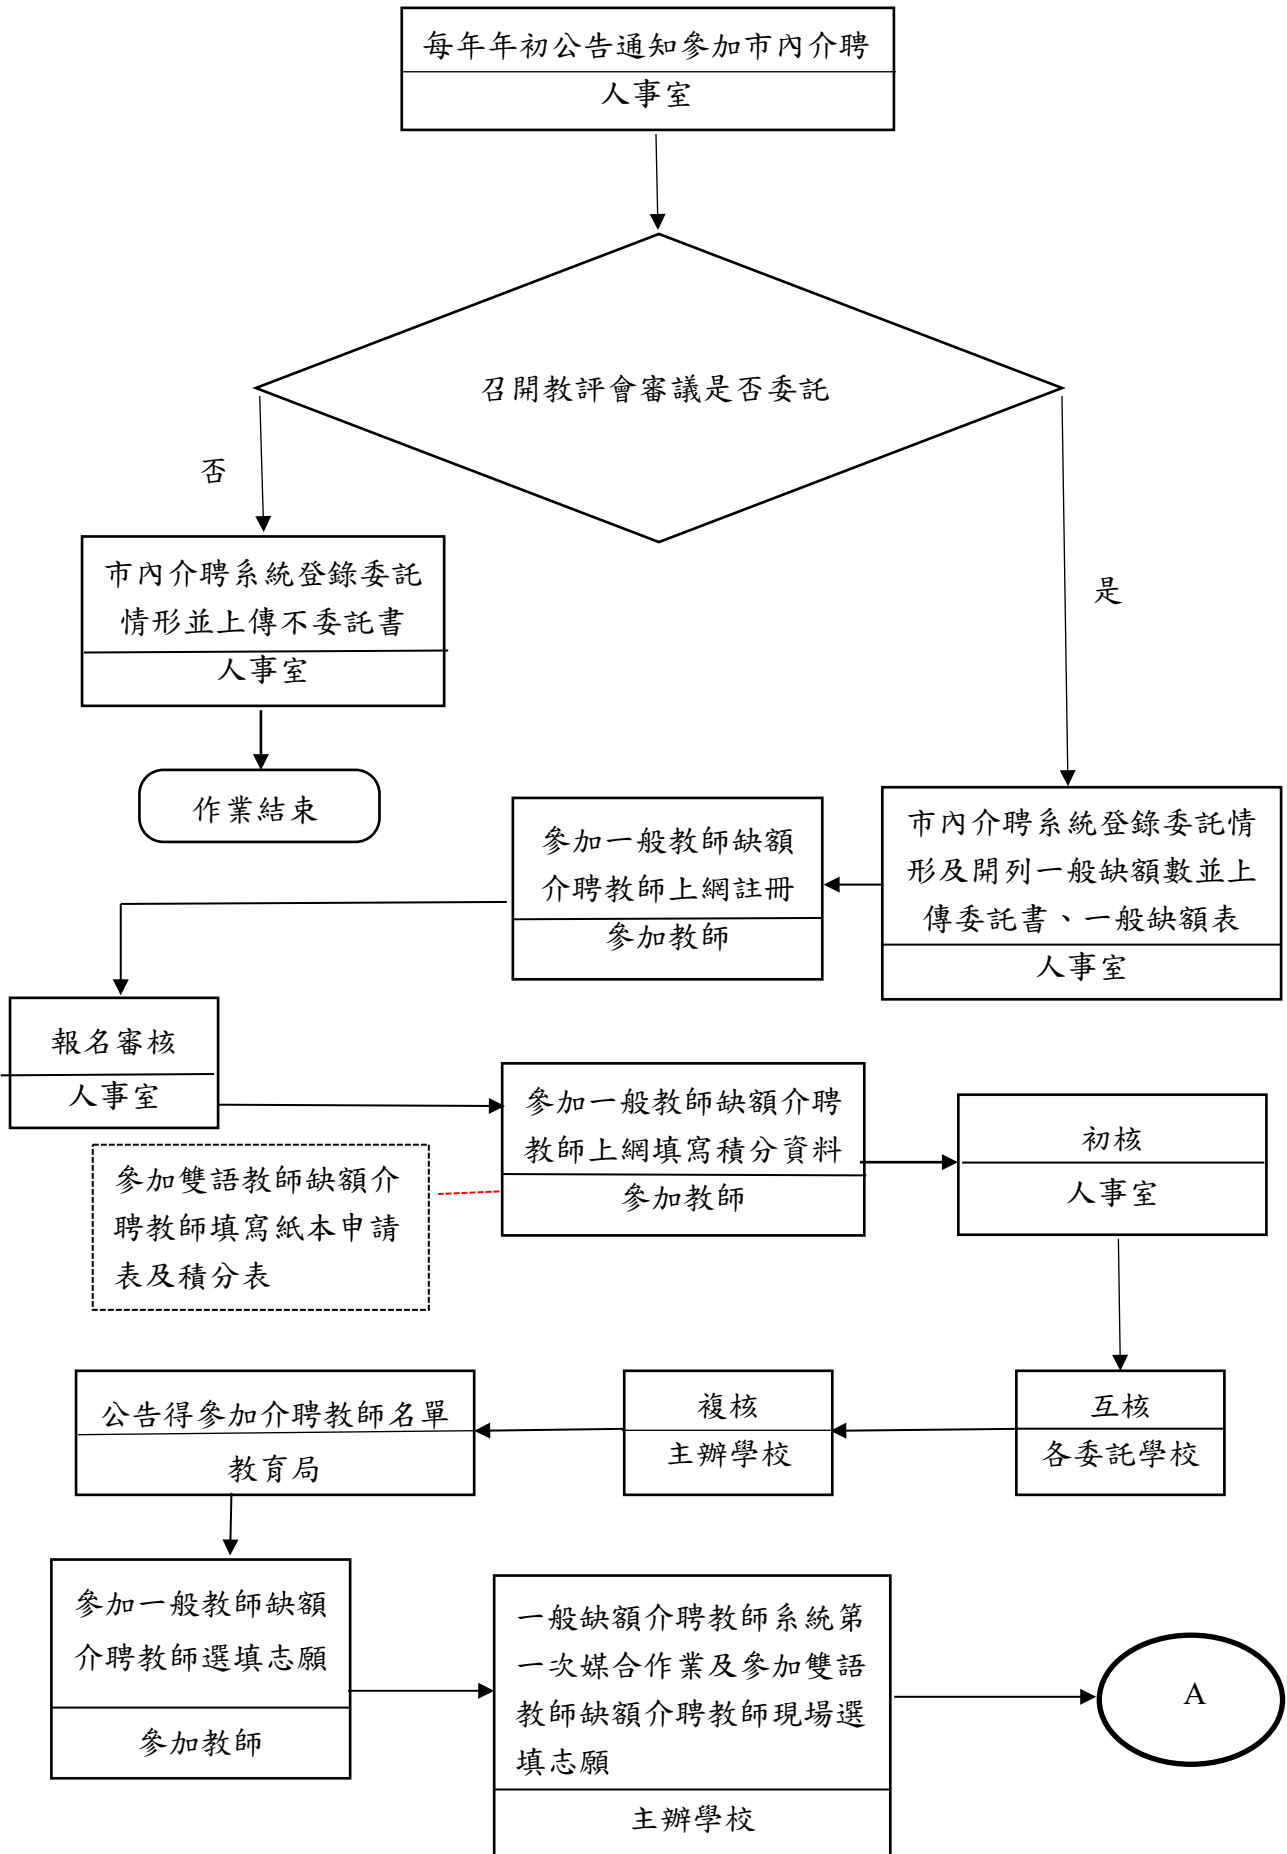 每年年初公告通知參加市內介聘
人事室
召開教評會審議是否委託
否
是
市內介聘系統登錄委託
情形並上傳不委託書
人事室
作業結束
市內介聘系統登錄委託情
形及開列一般缺額數並上
傳委託書、一般缺額表
人事室
參加一般教師缺額
介聘教師上網註冊
參加教師
報名審核
人事室
參加一般教師缺額介聘
教師上網填寫積分資料
參加教師
參加雙語教師缺額介
聘教師填寫紙本申請
表及積分表
初核
人事室
互核
各委託學校
複核
主辦學校
公告得參加介聘教師名單
教育局
參加一般教師缺額
介聘教師選填志願
參加教師
一般缺額介聘教師系統第
一次媒合作業及參加雙語
教師缺額介聘教師現場選
填志願
主辦學校
A